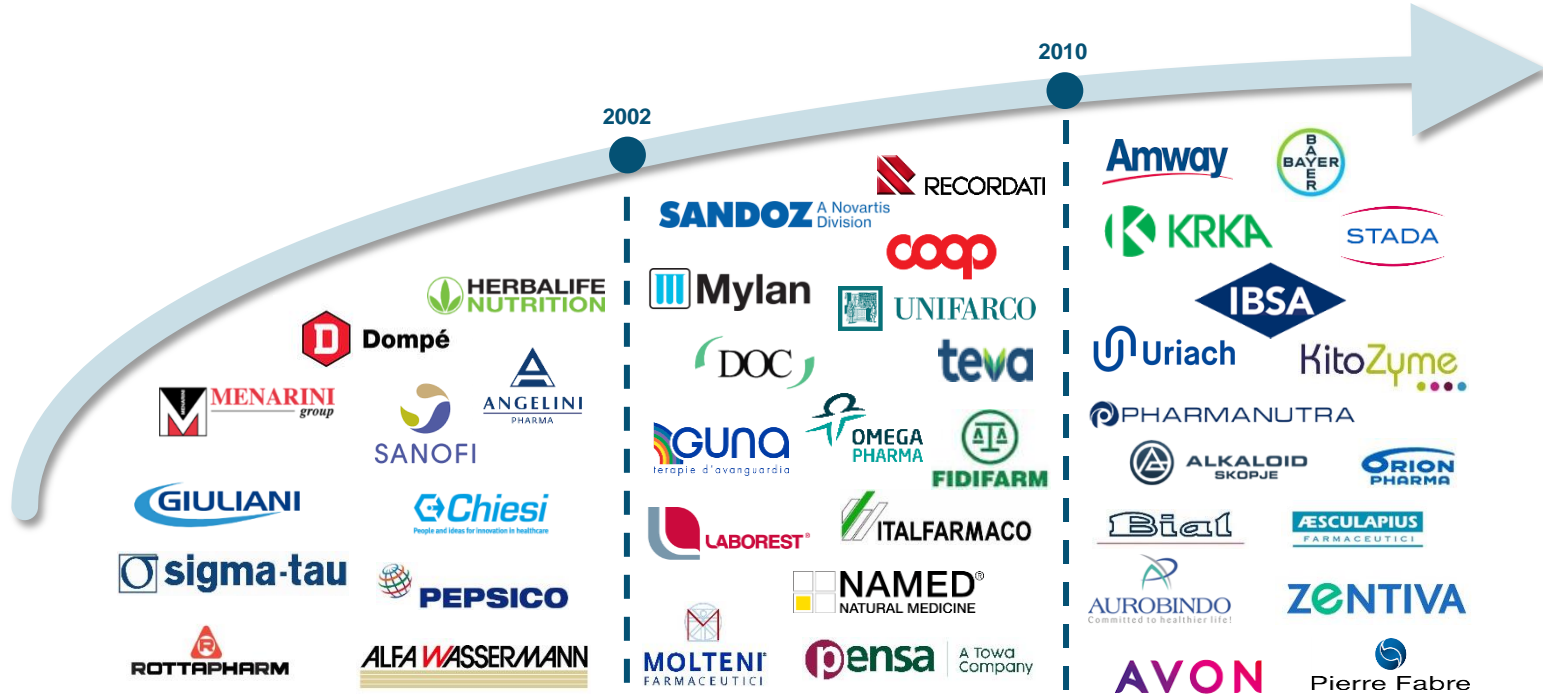 2002
2010
HERBALIFE
NUTRITION
D
Dompé
MENARINI
M
MENARINI
group
SANOFI
ANGELINI
PHARMA
GIULIANI
Chiesi
People and ideas for innovation in healthcare
σ sigma-tau
PEPSICO
R
ROTTAPHARM
ALFA WASSERMANN
RECORDATI
SANDOZ A Novartis
Division
coop
Mylan
UNIFARCO
DOC
teva
GUNA
terapie d'avanguardia
OMEGA
PHARMA
FIDIFARM
LABOREST®
ITALFARMACO
NAMED®
NATURAL MEDICINE
M
MOLTENI
FARMACEUTICI
pensa A Towa
Company
Amway
BAYER
BAYER
KRKA
STADA
IBSA
Uriach
KitoZyme
PHARMANUTRA
ALKALOID
SKOPJE
ORION
PHARMA
Bial
ÆSCULAPIUS
FARMACEUTICI
AUROBINDO
Committed to healthier life!
ZENTIVA
AVON
Pierre Fabre